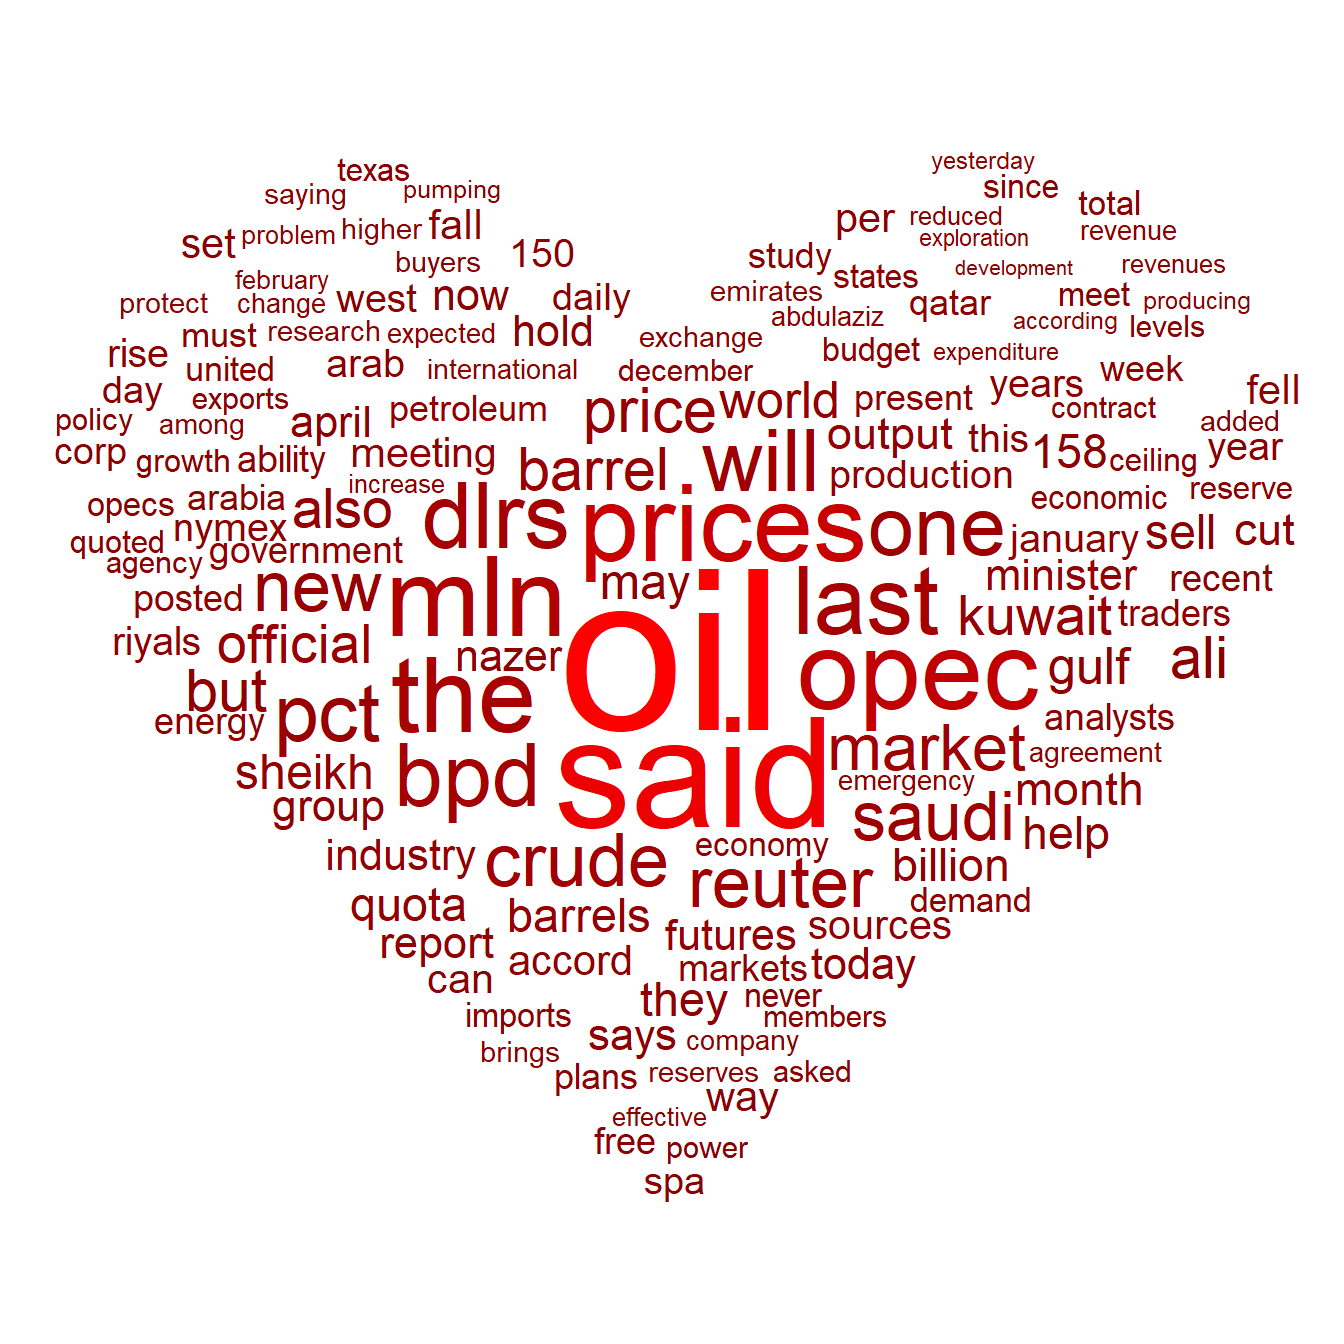 yesterday
texas
since
saying pumping
total
per reduced
set problem higher fall
revenue
exploration
150
study
buyers
states development revenues
february
emirates
protect change west now daily
qatar meet producing
abdulaziz
according levels
must research expected hold
exchange
rise
budget expenditure
united arab international
december
years week
day exports
fell
policy among april petroleum
price world present
contract
added
corp growth ability meeting
barrel will output this 158 ceiling year
increase
production
opecs arabia also
dlrs prices one
economic reserve
quoted nymex government
january sell cut
agency
new mln may
last
minister recent
posted
oil
kuwait traders
riyals official nazer
opec gulf ali
but pct the
energy
analysts
said
market agreement
sheikh bpd
emergency month
group
saudi help
industry crude
economy
reuter billion
demand
quota barrels
futures sources
report accord
markets today
can
they never
imports
members
says company
brings
plans reserves asked
way
effective
free power
spa